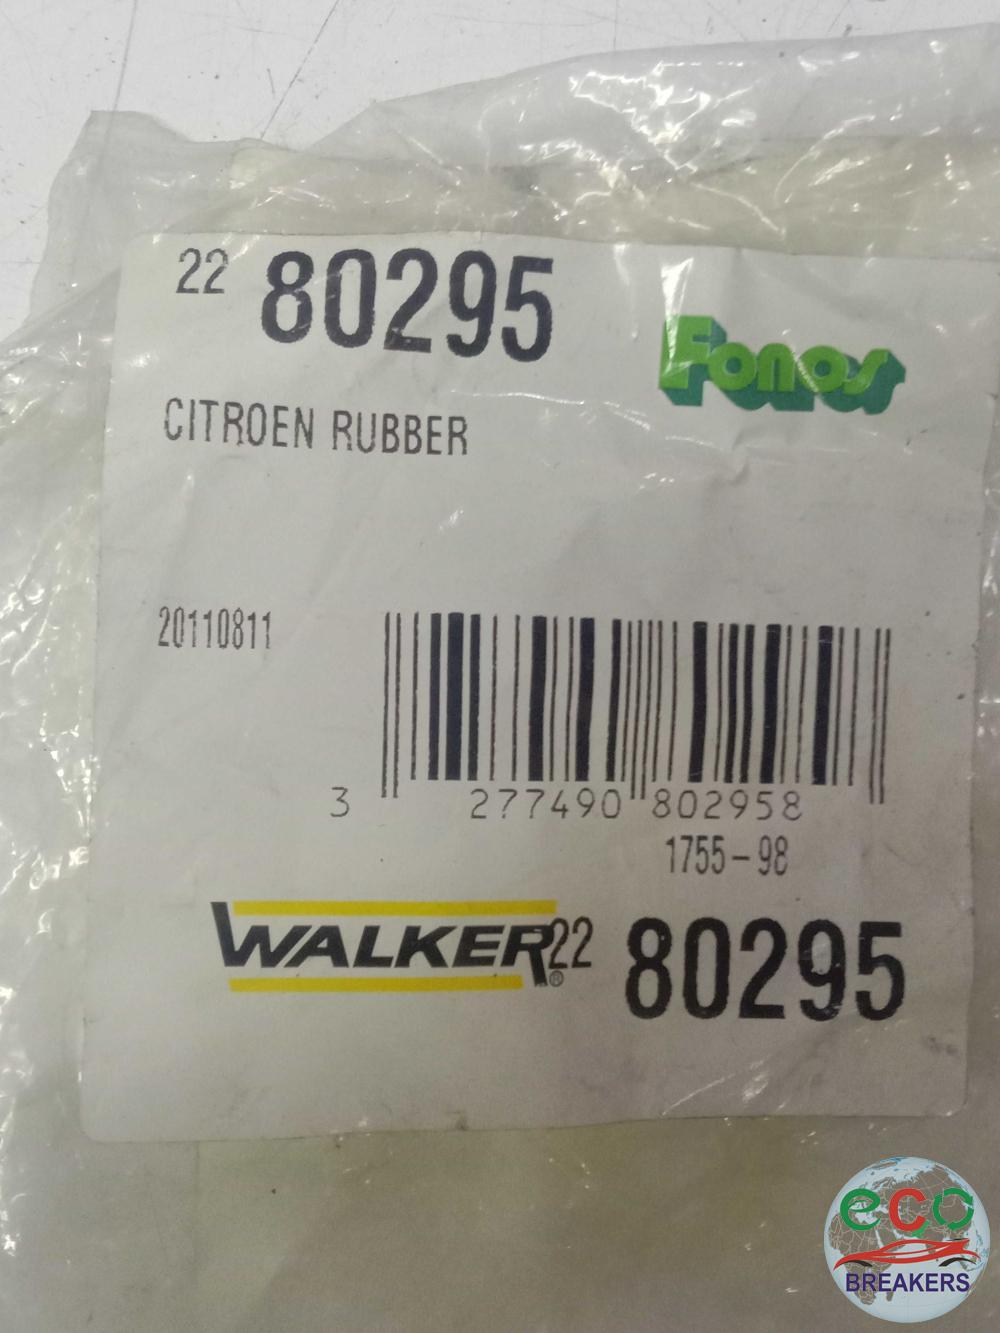 22 80295
Fonos
CITROEN RUBBER
20110811
3 277490 802958
1755-98
WALKER® 22 80295
eco
BREAKERS